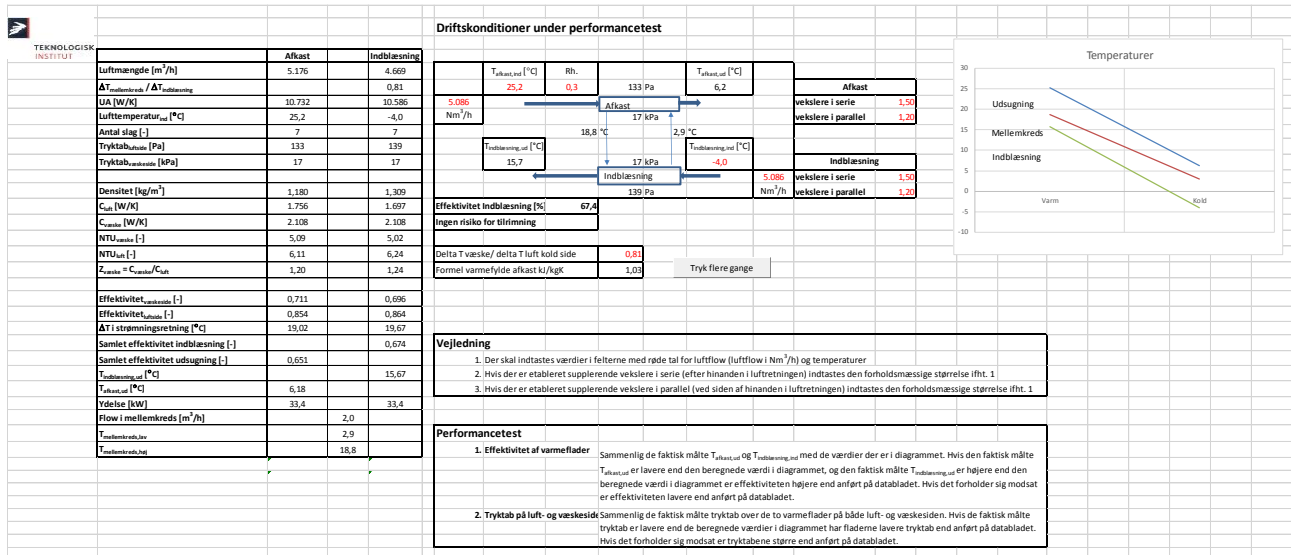 Driftskonditioner under performancetest
TEKNOLOGISK
INSTITUT
Afkast Indblæsning
Luftmængde [m³/h] 5.176 4.669
ΔTmellemkreds / ΔTindblæsning 0,81
UA [W/K] 10.732 10.586
Lufttemperaturind [°C] 25,2 -4,0
Antal slag [-] 7 7
Tryktabluftside [Pa] 133 139
Tryktabvæskeside [kPa] 17 17
Densitet [kg/m³] 1,180 1,309
Cluft [W/K] 1.756 1.697
Cvæske [W/K] 2.108 2.108
NTUvæske [-] 5,09 5,02
NTUluft [-] 6,11 6,24
Zvæske = Cvæske/Cluft 1,20 1,24
Effektivitetvæskeside [-] 0,711 0,696
Effektivitetluftside [-] 0,854 0,864
ΔT i strømningsretning [°C] 19,02 19,67
Samlet effektivitet indblæsning [-] 0,674
Samlet effektivitet udsugning [-] 0,651
Tindblæsning,ud [°C] 15,67
Tafkast,ud [°C] 6,18
Ydelse [kW] 33,4 33,4
Flow i mellemkreds [m³/h] 2,0
Tmellemkreds,lav 2,9
Tmellemkreds,høj 18,8
Tafkast,ind [°C] Rh. Tafkast,ud [°C]
25,2 0,3 133 Pa 6,2
5.086 Afkast
Nm³/h 17 kPa
18,8 °C 2,9 °C
Tindblæsning,ud [°C] Tindblæsning,ind [°C]
15,7 17 kPa -4,0
Indblæsning 5.086
139 Pa Nm³/h
Afkast
vekslere i serie 1,50
vekslere i parallel 1,20
Indblæsning
vekslere i serie 1,50
vekslere i parallel 1,20
Effektivitet Indblæsning [%] 67,4
Ingen risiko for tilrimning
Delta T væske/ delta T luft kold side 0,81
Formel varmefylde afkast kJ/kgK 1,03
Tryk flere gange
Temperaturer
30
25
20
15
10
5
0
-5
-10
Udsugning
Mellemkreds
Indblæsning
Varm Kold
Vejledning
1. Der skal indtastes værdier i felterne med røde tal for luftflow (luftflow i Nm³/h) og temperaturer
2. Hvis der er etableret supplerende vekslere i serie (efter hinanden i luftretningen) indtastes den forholdsmæssige størrelse ifht. 1
3. Hvis der er etableret supplerende vekslere i parallel (ved siden af hinanden i luftretningen) indtastes den forholdsmæssige størrelse ifht. 1
Performancetest
1. Effektivitet af varmeflader
Sammenlig de faktisk målte Tafkast,ud og Tindblæsning,ind med de værdier der er i diagrammet. Hvis den faktisk målte
Tafkast,ud er lavere end den beregnede værdi i diagrammet, og den faktisk målte Tindblæsning,ud er højere end den
beregnede værdi i diagrammet er effektiviteten højere end anført på databladet. Hvis det forholder sig modsat
er effektiviteten lavere end anført på databladet.
2. Tryktab på luft- og væskeside
Sammenlig de faktisk målte tryktab over de to varmeflader på både luft- og væskesiden. Hvis de faktisk målte
tryktab er lavere end de beregnede værdier i diagrammet har fladerne lavere tryktab end anført på databladet.
Hvis det forholder sig modsat er tryktabene større end anført på databladet.